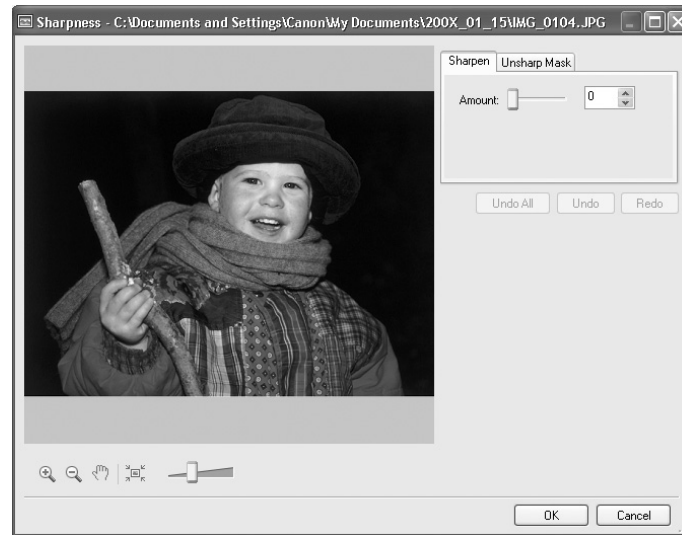 Sharpness - C:\Documents and Settings\Canon\My Documents\200X_01_15\IMG_0104.JPG
Sharpen Unsharp Mask
Amount: 0
Undo All Undo Redo
OK Cancel